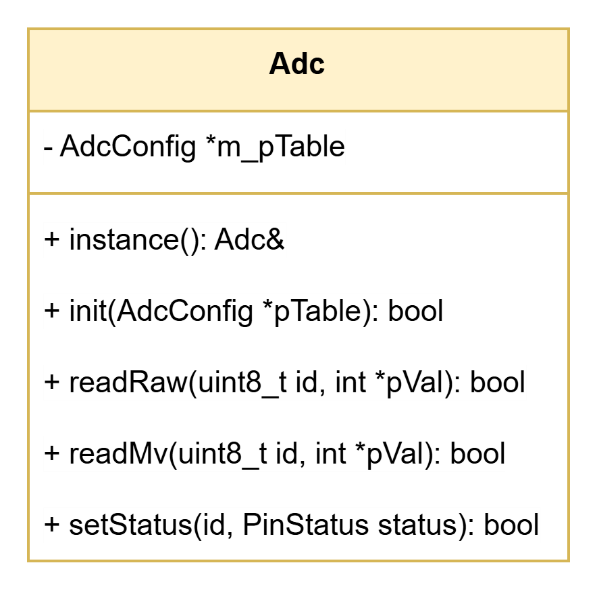 Adc
- AdcConfig *m_pTable
+ instance(): Adc&
+ init(AdcConfig *pTable): bool
+ readRaw(uint8_t id, int *pVal): bool
+ readMv(uint8_t id, int *pVal): bool
+ setStatus(id, PinStatus status): bool